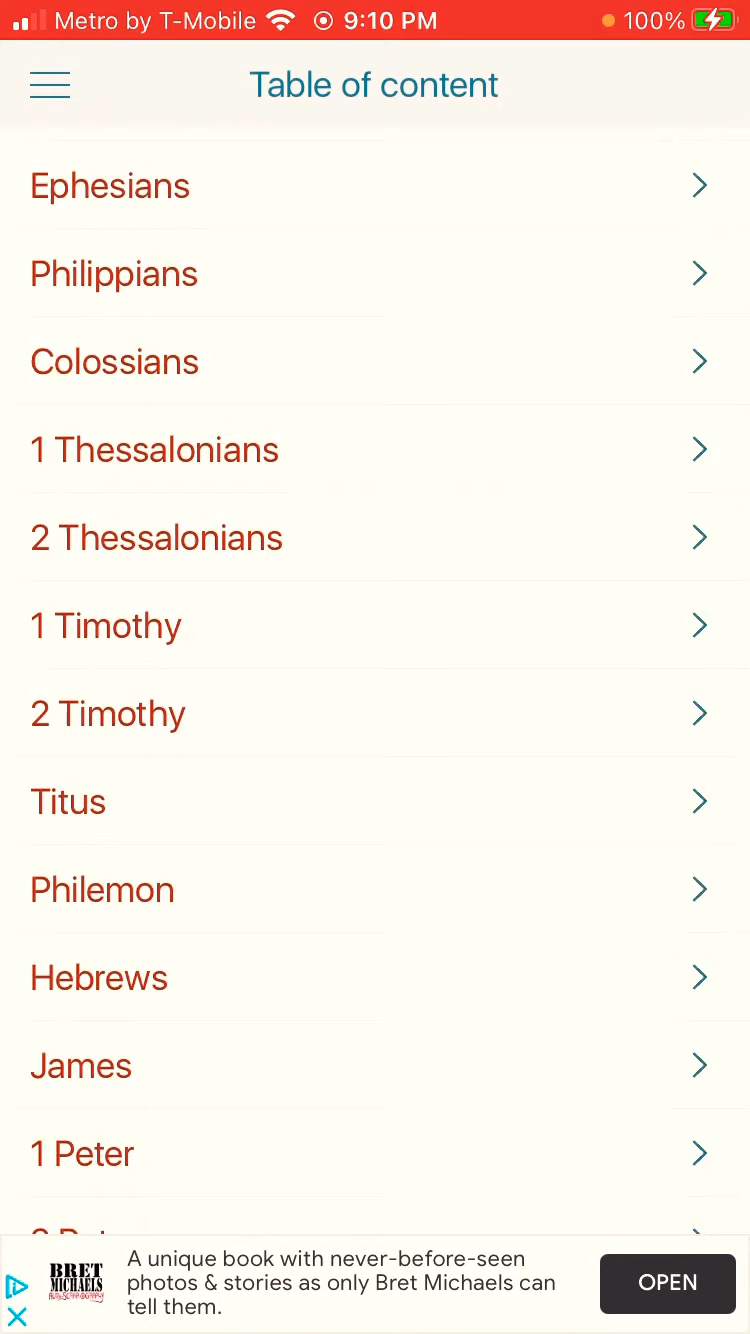 Metro by T-Mobile 9:10 PM 100%
Table of content
Ephesians
Philippians
Colossians
1 Thessalonians
2 Thessalonians
1 Timothy
2 Timothy
Titus
Philemon
Hebrews
James
1 Peter
BRET
MICHAELS
A unique book with never-before-seen
photos & stories as only Bret Michaels can
tell them.
OPEN